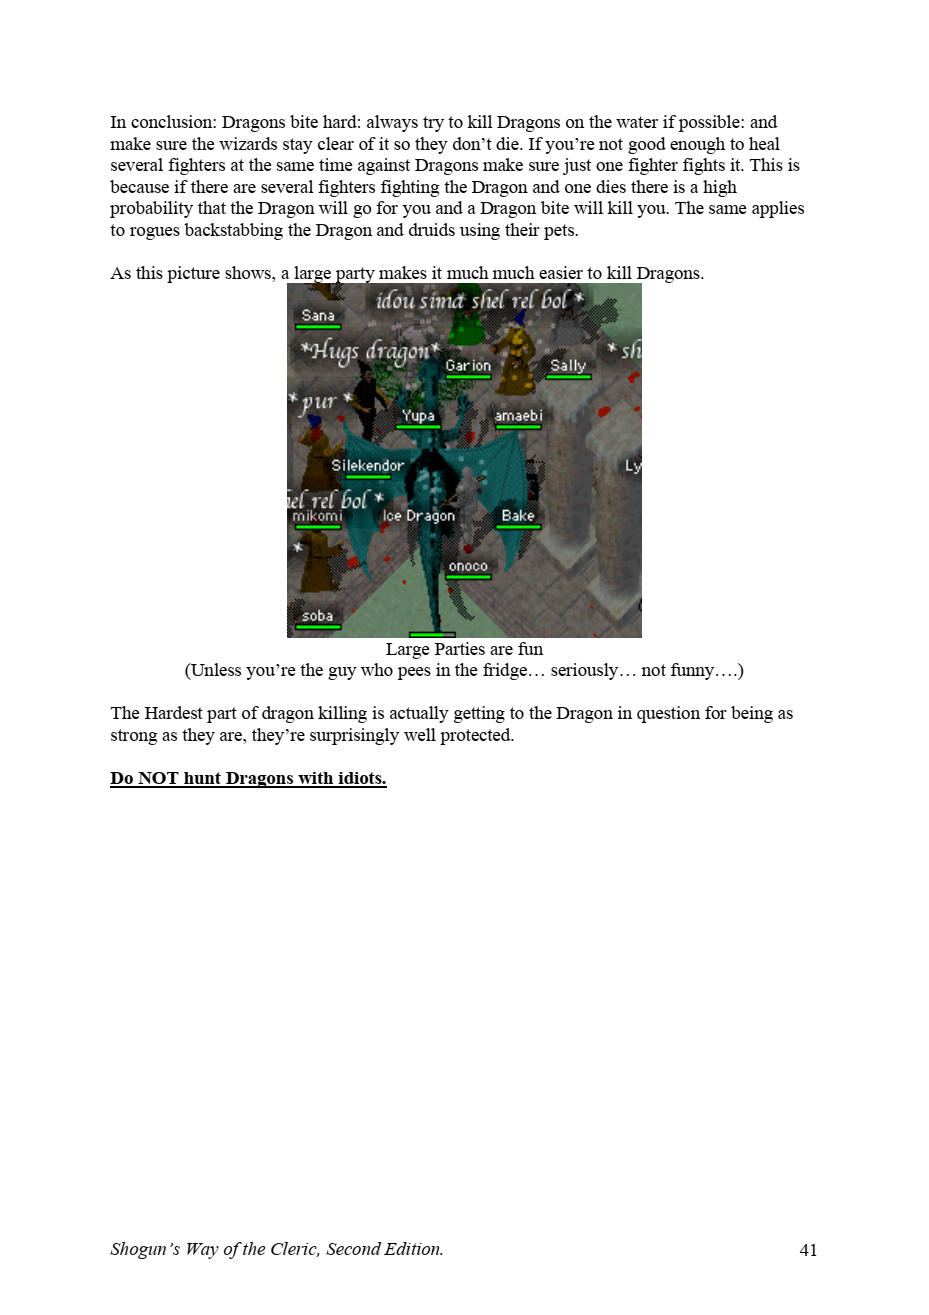 In conclusion: Dragons bite hard: always try to kill Dragons on the water if possible: and
make sure the wizards stay clear of it so they don’t die. If you’re not good enough to heal
several fighters at the same time against Dragons make sure just one fighter fights it. This is
because if there are several fighters fighting the Dragon and one dies there is a high
probability that the Dragon will go for you and a Dragon bite will kill you. The same applies
to rogues backstabbing the Dragon and druids using their pets.
As this picture shows, a large party makes it much much easier to kill Dragons.
idou sima shel rel bol *
Sana
*Hugs dragon*
* sh
Garion
Sally
* pur *
Yupa
amaebi
Silekendor
Ly
el rel bol *
mikomi
Ice Dragon
Bake
*
onoco
soba
Large Parties are fun
(Unless you’re the guy who pees in the fridge… seriously… not funny….)
The Hardest part of dragon killing is actually getting to the Dragon in question for being as
strong as they are, they’re surprisingly well protected.
Do NOT hunt Dragons with idiots.
Shogun’s Way of the Cleric, Second Edition.
41